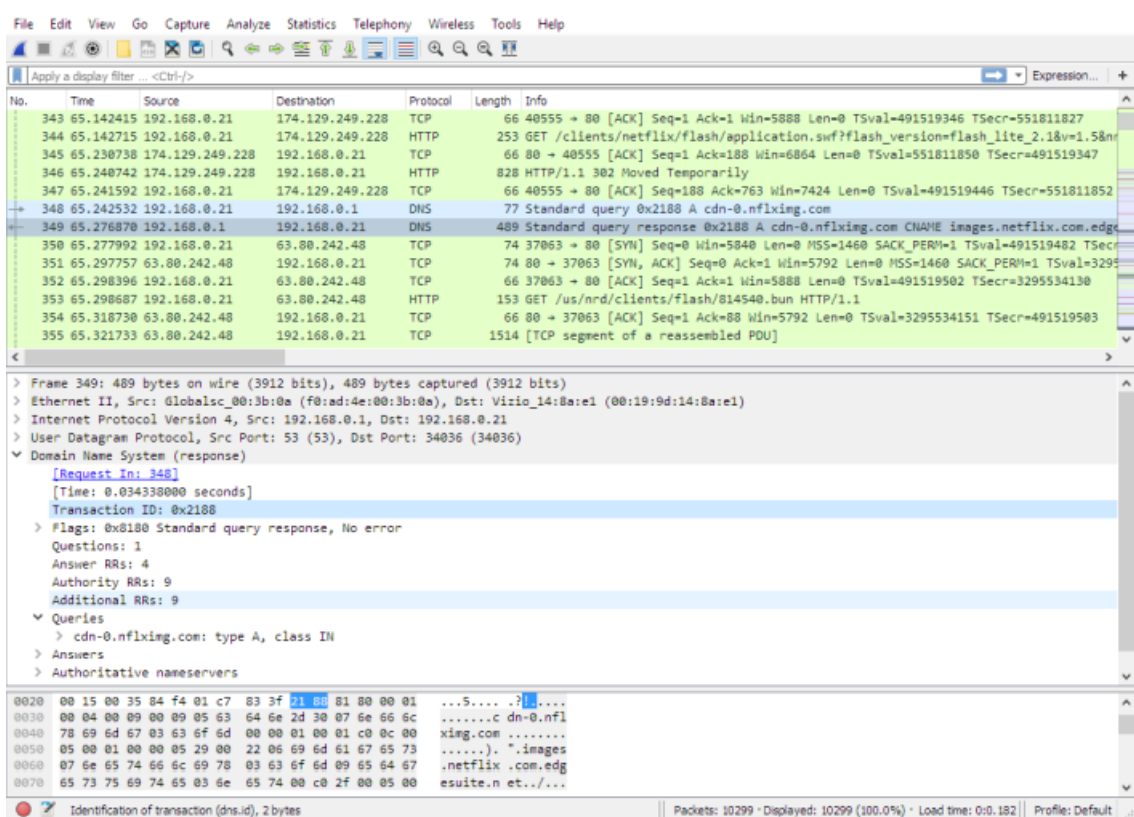 File Edit View Go Capture Analyze Statistics Telephony Wireless Tools Help
Apply a display filter ... <Ctrl-/> Expression... +
No. Time Source Destination Protocol Length Info
343 65.142415 192.168.0.21 174.129.249.228 TCP 66 40555 → 80 [ACK] Seq=1 Ack=1 Win=5888 Len=0 TSval=491519346 TSecr=551811827
344 65.142715 192.168.0.21 174.129.249.228 HTTP 253 GET /clients/netflix/flash/application.swf?flash_version=flash_lite_2.1&v=1.5&nr
345 65.230738 174.129.249.228 192.168.0.21 TCP 66 80 → 40555 [ACK] Seq=1 Ack=188 Win=6864 Len=0 TSval=551811850 TSecr=491519347
346 65.240742 174.129.249.228 192.168.0.21 HTTP 828 HTTP/1.1 302 Moved Temporarily
347 65.241592 192.168.0.21 174.129.249.228 TCP 66 40555 → 80 [ACK] Seq=188 Ack=763 Win=7424 Len=0 TSval=491519446 TSecr=551811852
348 65.242532 192.168.0.21 192.168.0.1 DNS 77 Standard query 0x2188 A cdn-0.nflximg.com
349 65.276870 192.168.0.1 192.168.0.21 DNS 489 Standard query response 0x2188 A cdn-0.nflximg.com CNAME images.netflix.com.edge
350 65.277992 192.168.0.21 63.80.242.48 TCP 74 37063 → 80 [SYN] Seq=0 Win=5840 Len=0 MSS=1460 SACK_PERM=1 TSval=491519482 TSecr
351 65.297757 63.80.242.48 192.168.0.21 TCP 74 80 → 37063 [SYN, ACK] Seq=0 Ack=1 Win=5792 Len=0 MSS=1460 SACK_PERM=1 TSval=3295
352 65.298396 192.168.0.21 63.80.242.48 TCP 66 37063 → 80 [ACK] Seq=1 Ack=1 Win=5888 Len=0 TSval=491519502 TSecr=3295534130
353 65.298687 192.168.0.21 63.80.242.48 HTTP 153 GET /us/nrd/clients/flash/814540.bun HTTP/1.1
354 65.318730 63.80.242.48 192.168.0.21 TCP 66 80 → 37063 [ACK] Seq=1 Ack=88 Win=5792 Len=0 TSval=3295534151 TSecr=491519503
355 65.321733 63.80.242.48 192.168.0.21 TCP 1514 [TCP segment of a reassembled PDU]
> Frame 349: 489 bytes on wire (3912 bits), 489 bytes captured (3912 bits)
> Ethernet II, Src: Globalsc_00:3b:0a (f0:ad:4e:00:3b:0a), Dst: Vizio_14:8a:e1 (00:19:9d:14:8a:e1)
> Internet Protocol Version 4, Src: 192.168.0.1, Dst: 192.168.0.21
> User Datagram Protocol, Src Port: 53 (53), Dst Port: 34036 (34036)
Domain Name System (response)
[Request In: 348]
[Time: 0.034338000 seconds]
Transaction ID: 0x2188
> Flags: 0x8180 Standard query response, No error
Questions: 1
Answer RRs: 4
Authority RRs: 9
Additional RRs: 9
Queries
> cdn-0.nflximg.com: type A, class IN
> Answers
> Authoritative nameservers
0020 00 15 00 35 84 f4 01 c7 83 3f 21 88 81 80 00 01 ...5.... .?!.....
0030 00 04 00 09 00 09 05 63 64 6e 2d 30 07 6e 66 6c .......c dn-0.nfl
0040 78 69 6d 67 03 63 6f 6d 00 00 01 00 01 c0 0c 00 ximg.com ........
0050 05 00 01 00 00 05 29 00 22 06 69 6d 61 67 65 73 ......). ".images
0060 07 6e 65 74 66 6c 69 78 03 63 6f 6d 09 65 64 67 .netflix .com.edg
0070 65 73 75 69 74 65 03 6e 65 74 00 c0 2f 00 05 00 esuite.n et../...
Identification of transaction (dns.id), 2 bytes Packets: 10299 · Displayed: 10299 (100.0%) · Load time: 0:0.182 Profile: Default